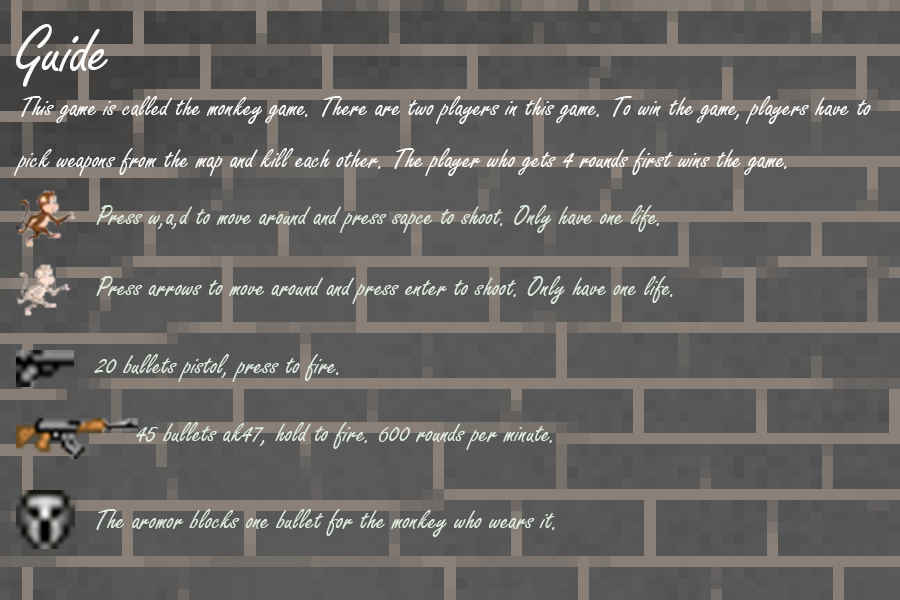 Guide
This game is called the monkey game. There are two players in this game. To win the game, players have to
pick weapons from the map and kill each other. The player who gets 4 rounds first wins the game.
Press w,a,d to move around and press sapce to shoot. Only have one life.
Press arrows to move around and press enter to shoot. Only have one life.
20 bullets pistol, press to fire.
45 bullets ak47, hold to fire. 600 rounds per minute.
The aromor blocks one bullet for the monkey who wears it.